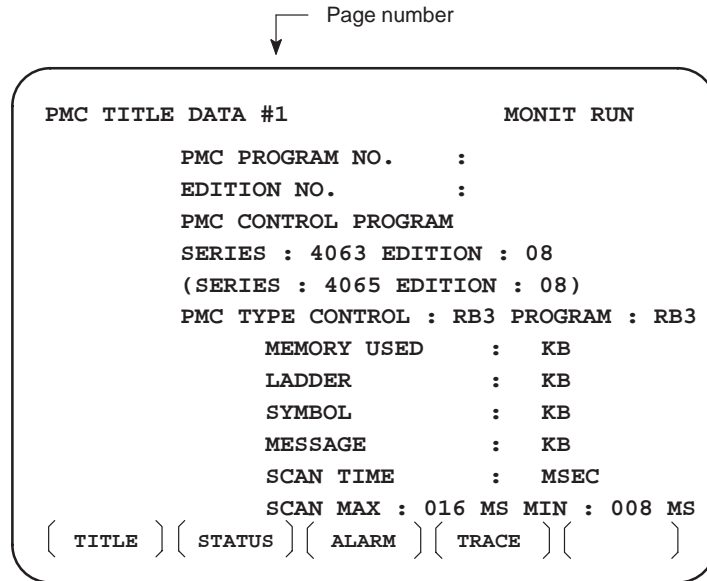 Page number
PMC TITLE DATA #1 MONIT RUN
PMC PROGRAM NO. :
EDITION NO. :
PMC CONTROL PROGRAM
SERIES : 4063 EDITION : 08
(SERIES : 4065 EDITION : 08)
PMC TYPE CONTROL : RB3 PROGRAM : RB3
MEMORY USED : KB
LADDER : KB
SYMBOL : KB
MESSAGE : KB
SCAN TIME : MSEC
SCAN MAX : 016 MS MIN : 008 MS
TITLE STATUS ALARM TRACE